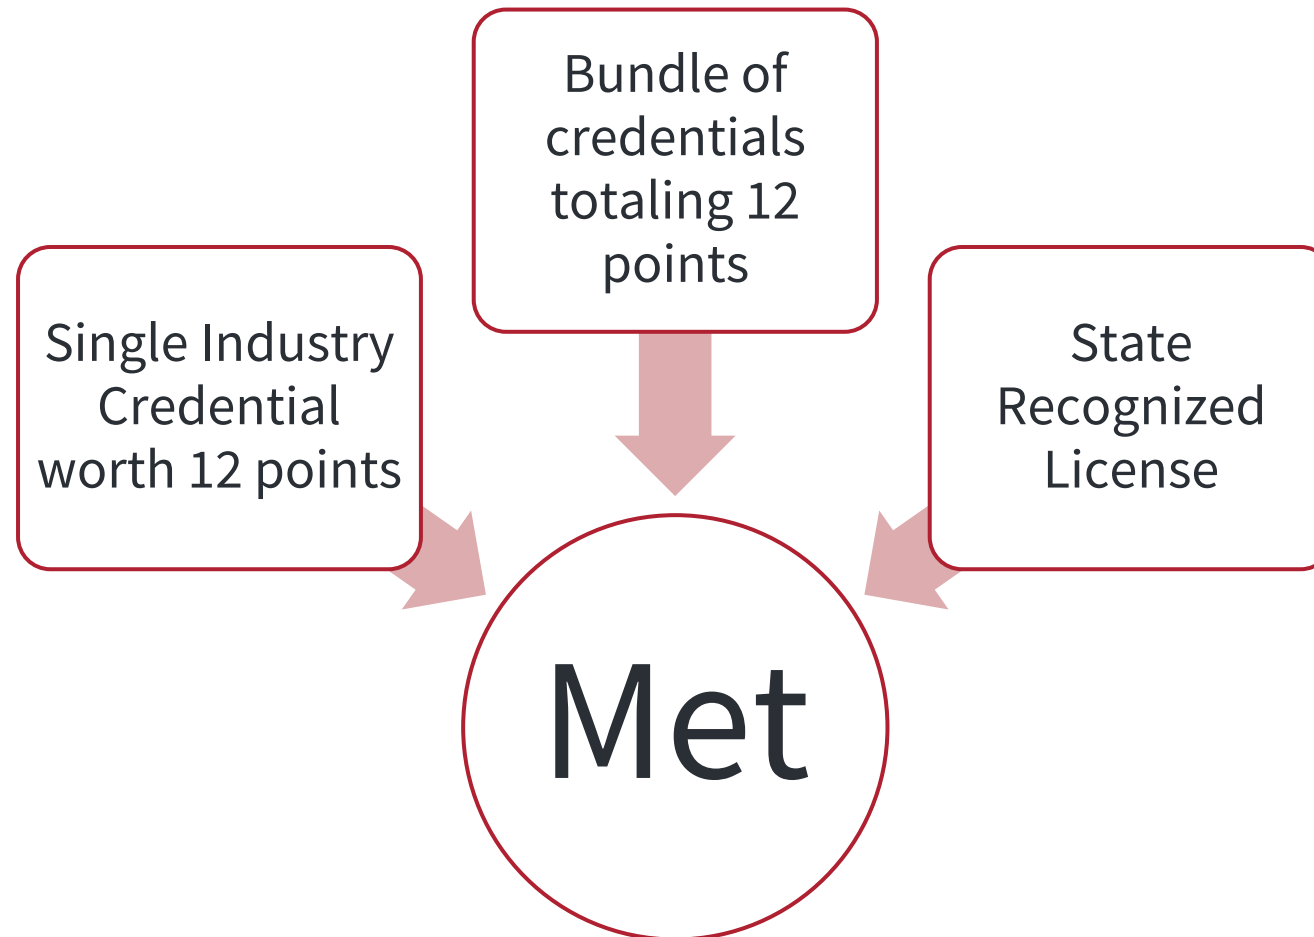 Bundle of
credentials
totaling 12
points
Single Industry
Credential
worth 12 points
State
Recognized
License
Met